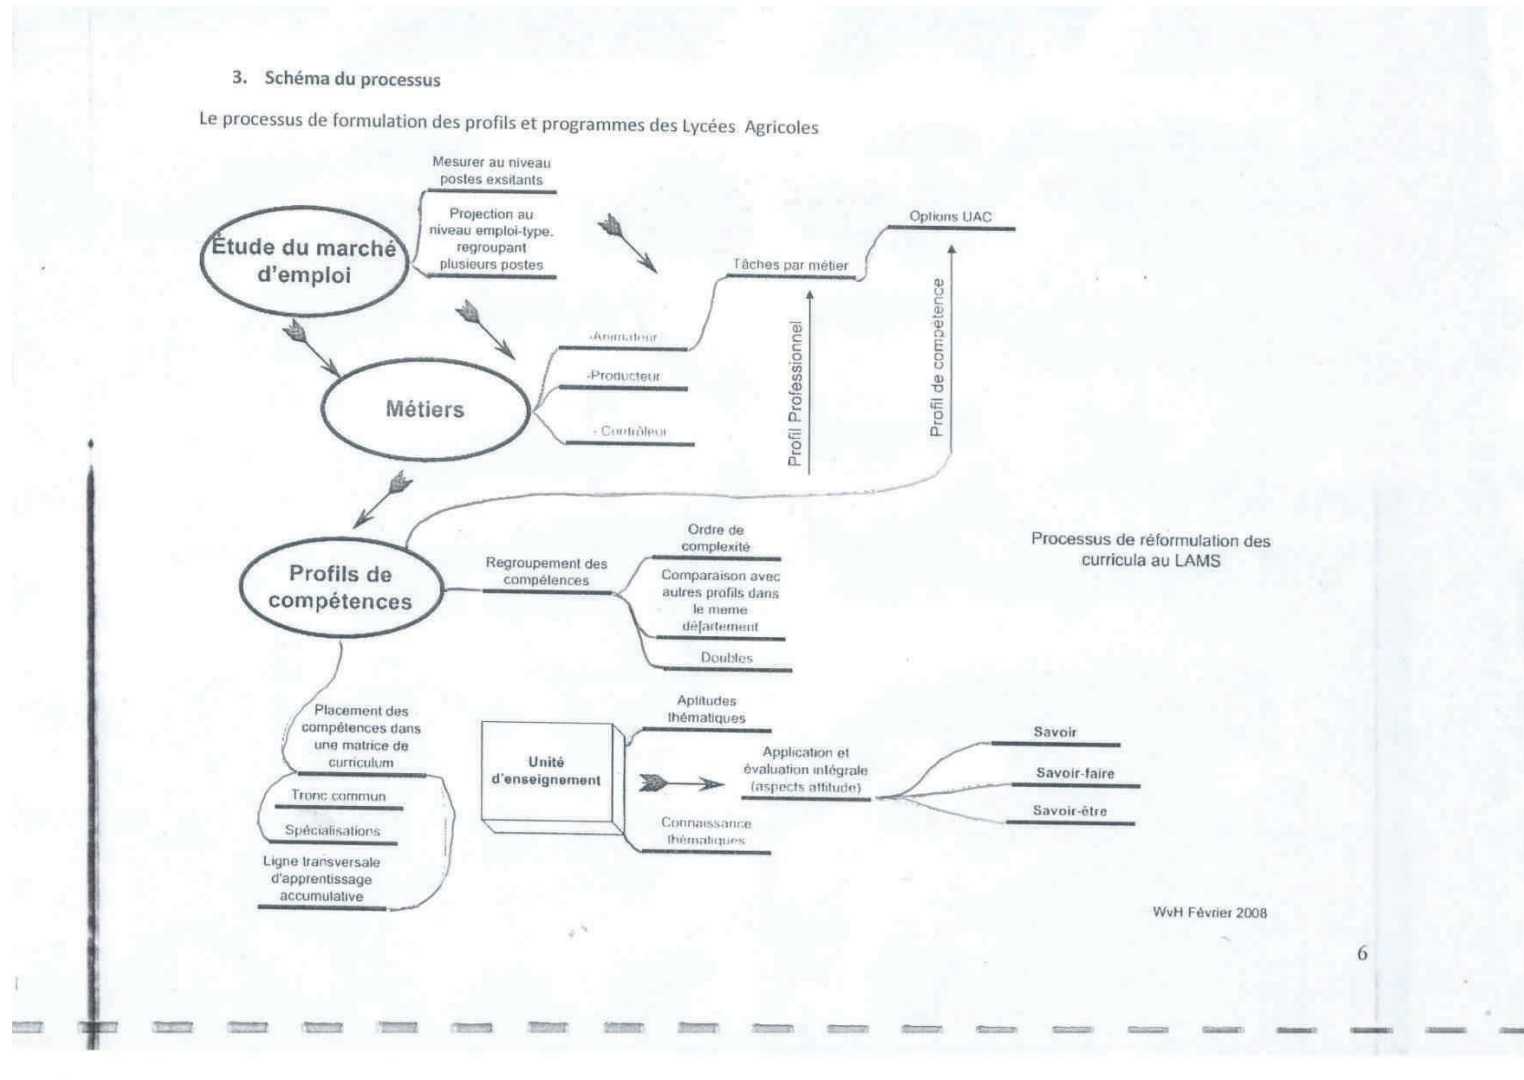 3. Schéma du processus
Le processus de formulation des profils et programmes des Lycées Agricoles
Mesurer au niveau
postes exsitants
Projection au
niveau emploi-type,
regroupant
plusieurs postes
Étude du marché
d'emploi
Options UAC
Tâches par métier
Profil Professionnel
Profil de compétence
-Animateur
-Producteur
- Contrôleur
Métiers
Profils de
compétences
Regroupement des
compétences
Ordre de
complexité
Comparaison avec
autres profils dans
le meme
département
Doubles
Processus de réformulation des
curricula au LAMS
Placement des
compétences dans
une matrice de
curriculum
Tronc commun
Spécialisations
Ligne transversale
d'apprentissage
accumulative
Unité
d'enseignement
Aptitudes
thématiques
Application et
évaluation intégrale
(aspects attitude)
Connaissance
thématiques
Savoir
Savoir-faire
Savoir-être
WvH Février 2008
6